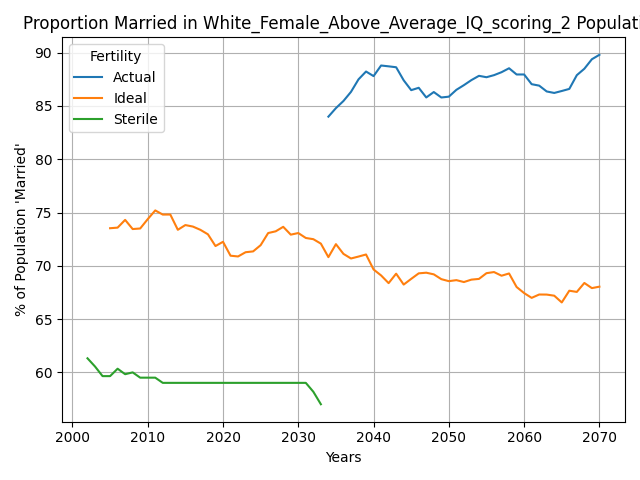 Proportion Married in White_Female_Above_Average_IQ_scoring_2 Populati
90
85
80
75
70
65
60
% of Population 'Married'
Fertility
Actual
Ideal
Sterile
2000 2010 2020 2030 2040 2050 2060 2070
Years